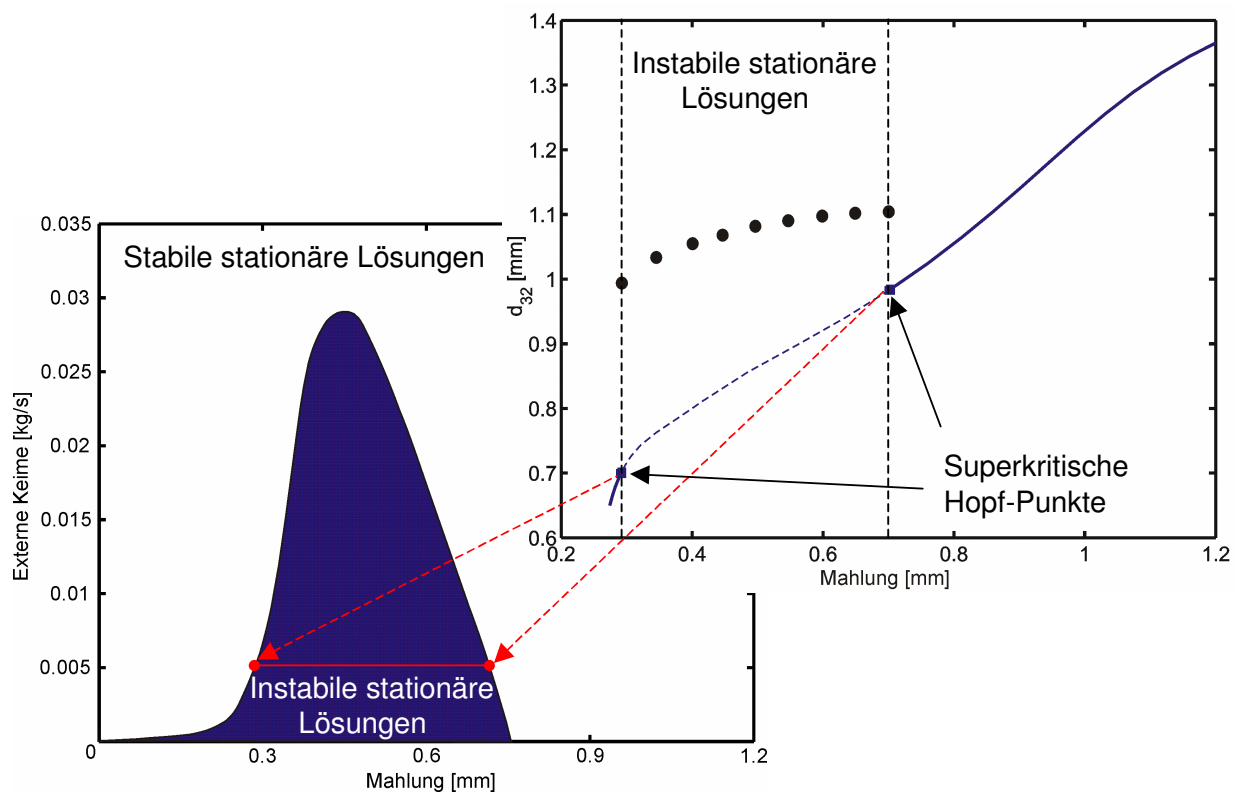 1.4
1.3
1.2
1.1
1
0.9
0.8
0.7
0.6
d32 [mm]
0.2
0.4
0.6
0.8
1
1.2
Mahlung [mm]
Instabile stationäre
Lösungen
Superkritische
Hopf-Punkte
0.035
0.03
0.025
0.02
0.015
0.01
0.005
Externe Keime [kg/s]
0
0.3
0.6
0.9
1.2
Mahlung [mm]
Stabile stationäre Lösungen
Instabile stationäre
Lösungen